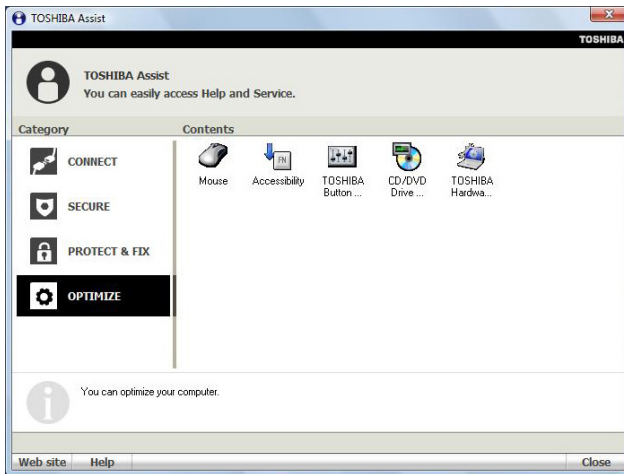 TOSHIBA Assist
TOSHIBA
TOSHIBA Assist
You can easily access Help and Service.
Category
Contents
CONNECT
SECURE
PROTECT & FIX
OPTIMIZE
Mouse
Accessibility
TOSHIBA
Button ...
CD/DVD
Drive ...
TOSHIBA
Hardwa...
FN
You can optimize your computer.
Web site
Help
Close